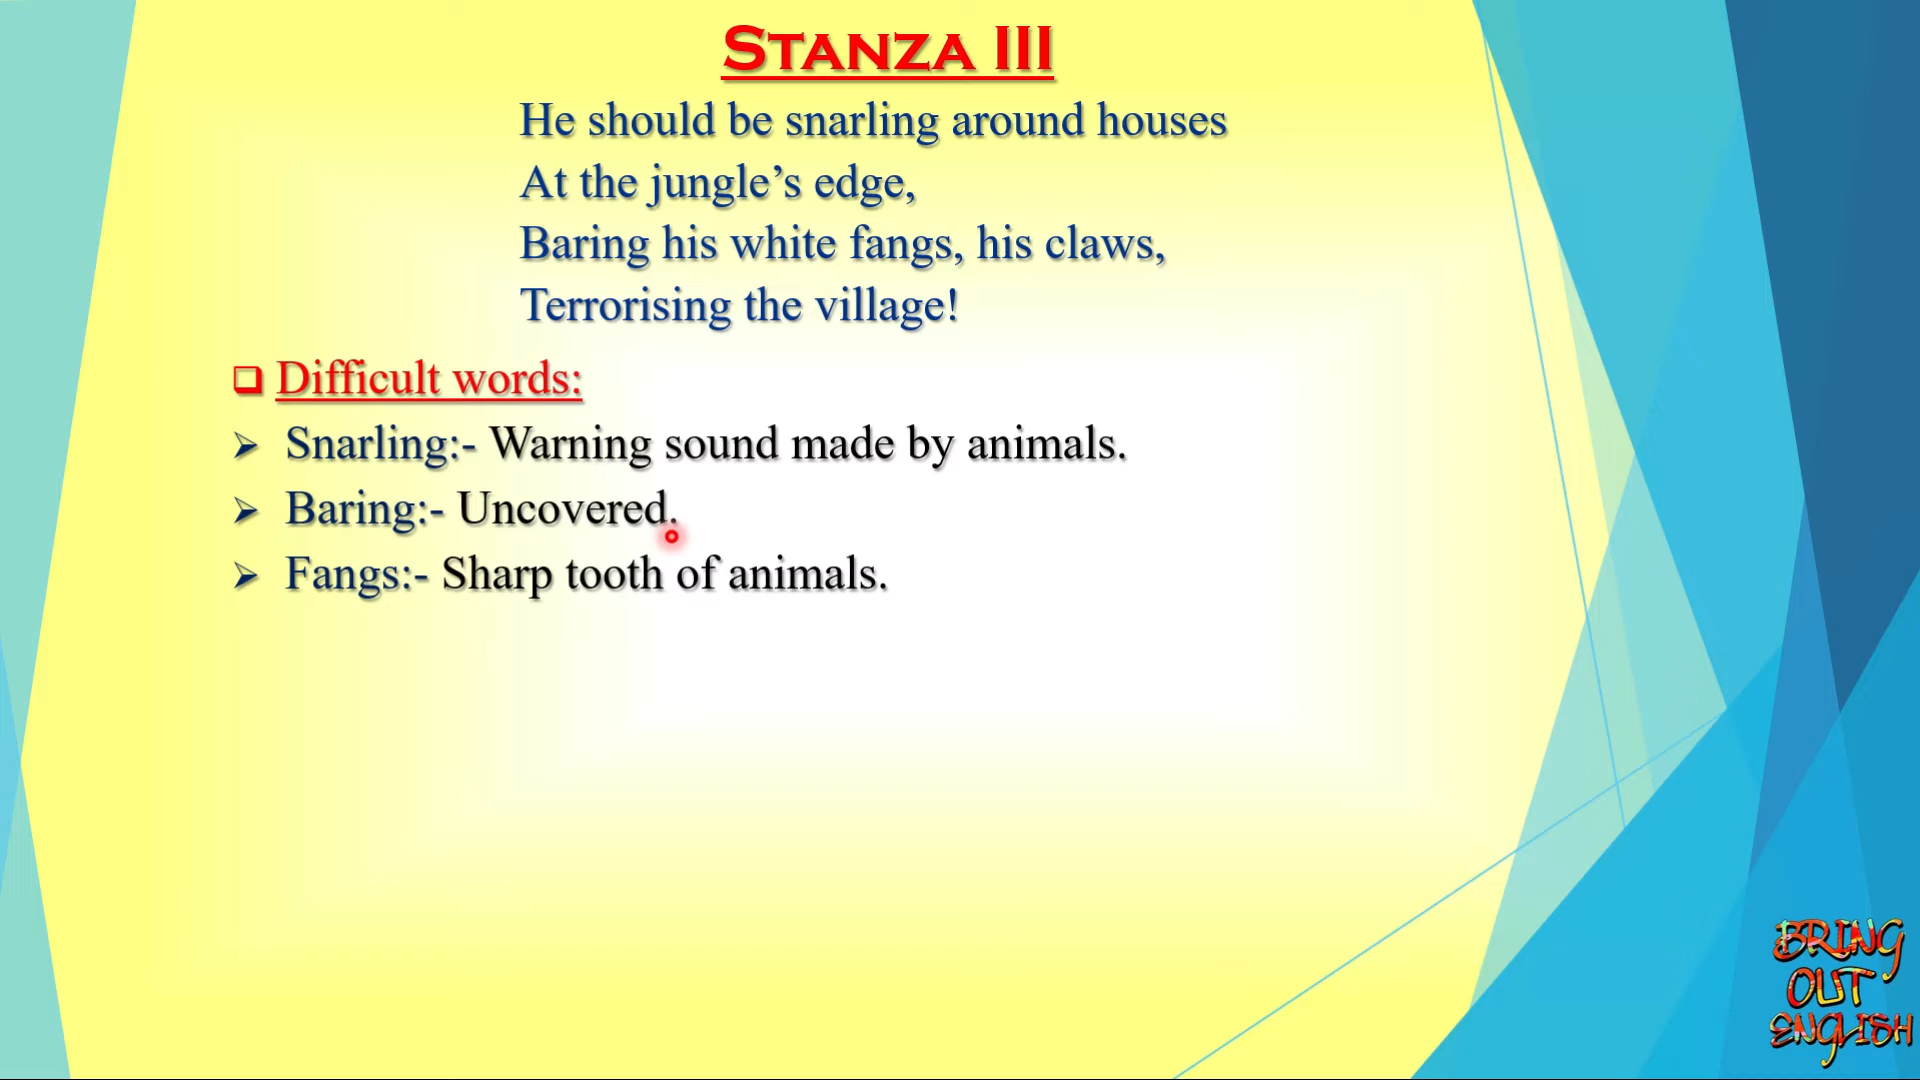 STANZA III
He should be snarling around houses
At the jungle’s edge,
Baring his white fangs, his claws,
Terrorising the village!
Difficult words:
Snarling:- Warning sound made by animals.
Baring:- Uncovered.
Fangs:- Sharp tooth of animals.
BRING
OUT
ENGLISH